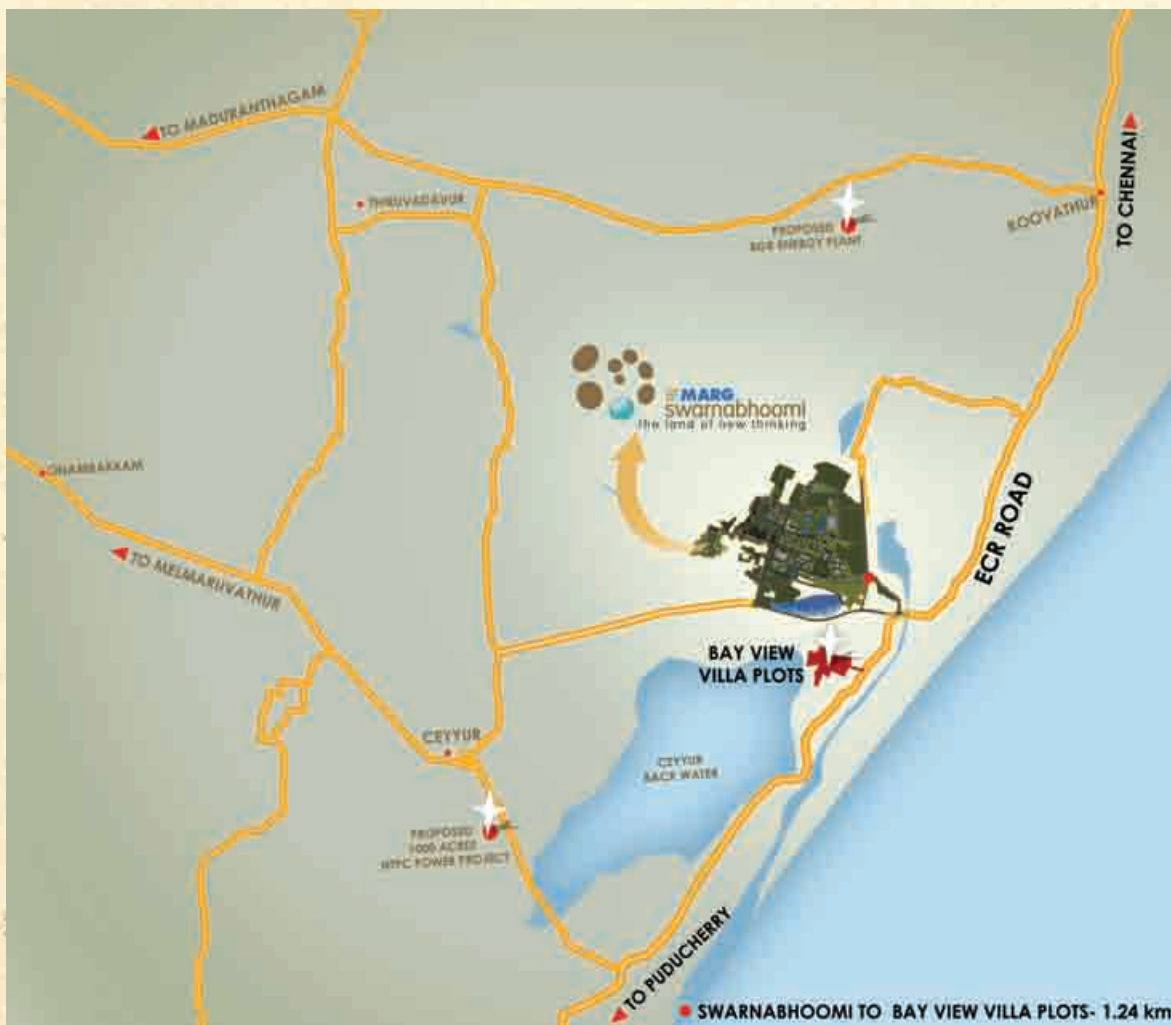 TO MADURANTHAGAM
THIRUVADAVUR
PROPOSED
BGR ENERGY PLANT
KOOVATHUR
TO CHENNAI
MARG
swarnabhoomi
the land of new thinking
ONAMBAKKAM
TO MELMARUVATHUR
ECR ROAD
BAY VIEW
VILLA PLOTS
CEYYUR
CEYYUR
BACK WATER
PROPOSED
1000 ACRES
NTPC POWER PROJECT
TO PUDUCHERRY
SWARNABHOOMI TO BAY VIEW VILLA PLOTS- 1.24 km